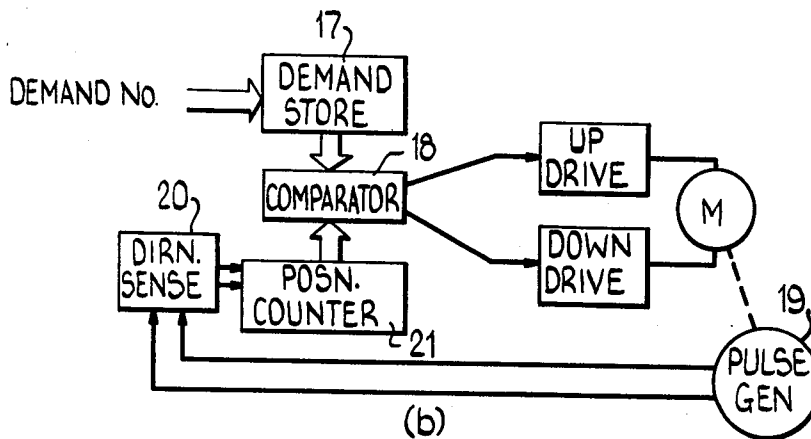 17
DEMAND No.
DEMAND
STORE
18
COMPARATOR
UP
DRIVE
M
20
DIRN.
SENSE
POSN.
COUNTER
21
DOWN
DRIVE
19
PULSE
GEN
(b)